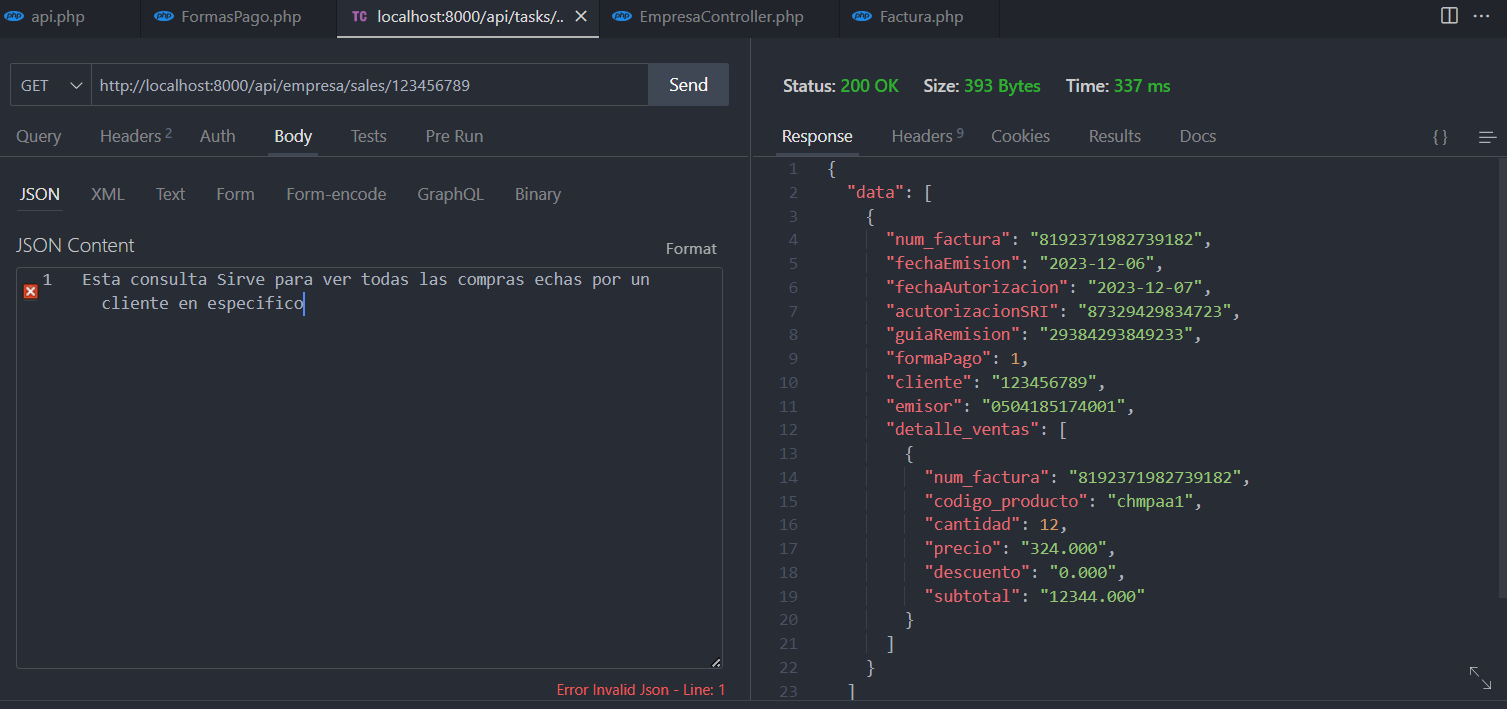 php api.php
php FormasPago.php
TC localhost:8000/api/tasks/..
php EmpresaController.php
php Factura.php
GET
http://localhost:8000/api/empresa/sales/123456789
Send
Query
Headers 2
Auth
Body
Tests
Pre Run
JSON
XML
Text
Form
Form-encode
GraphQL
Binary
JSON Content
Format
1 Esta consulta Sirve para ver todas las compras echas por un
cliente en especifico
Error Invalid Json - Line: 1
Status: 200 OK Size: 393 Bytes Time: 337 ms
Response
Headers 9
Cookies
Results
Docs
{ }
1 {
2 "data": [
3 {
4 "num_factura": "8192371982739182",
5 "fechaEmision": "2023-12-06",
6 "fechaAutorizacion": "2023-12-07",
7 "acutorizacionSRI": "87329429834723",
8 "guiaRemision": "29384293849233",
9 "formaPago": 1,
10 "cliente": "123456789",
11 "emisor": "0504185174001",
12 "detalle_ventas": [
13 {
14 "num_factura": "8192371982739182",
15 "codigo_producto": "chmpaa1",
16 "cantidad": 12,
17 "precio": "324.000",
18 "descuento": "0.000",
19 "subtotal": "12344.000"
20 }
21 ]
22 }
23 ]